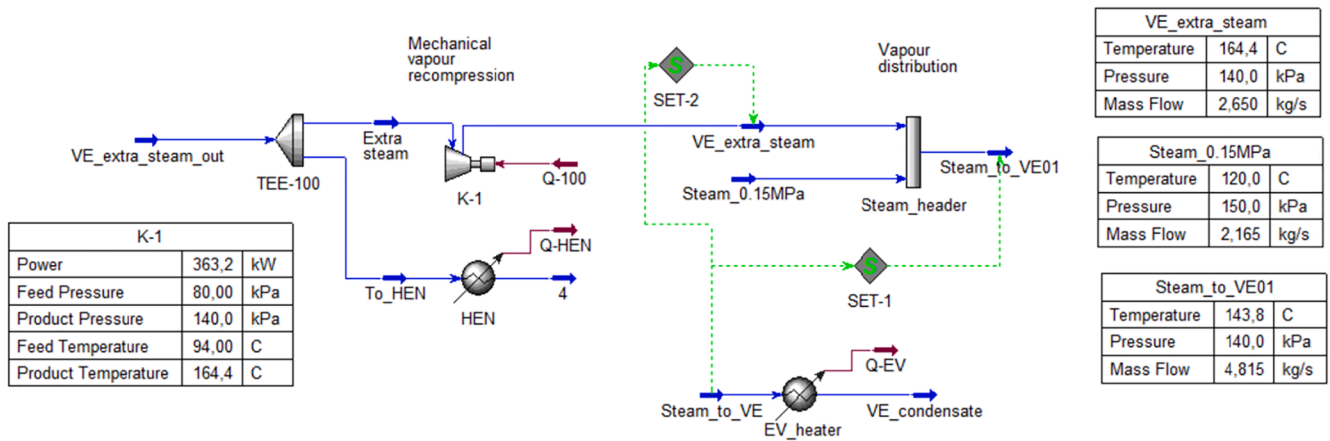 Mechanical
vapour
recompression
Vapour
distribution
S
SET-2
VE_extra_steam_out
TEE-100
Extra
steam
K-1
Q-100
VE_extra_steam
Steam_0.15MPa
Steam_header
Steam_to_VE01
To_HEN
Q-HEN
HEN
4
S
SET-1
Steam_to_VE
Q-EV
EV_heater
VE_condensate
K-1
Power 363,2 kW
Feed Pressure 80,00 kPa
Product Pressure 140,0 kPa
Feed Temperature 94,00 C
Product Temperature 164,4 C
VE_extra_steam
Temperature 164,4 C
Pressure 140,0 kPa
Mass Flow 2,650 kg/s
Steam_0.15MPa
Temperature 120,0 C
Pressure 150,0 kPa
Mass Flow 2,165 kg/s
Steam_to_VE01
Temperature 143,8 C
Pressure 140,0 kPa
Mass Flow 4,815 kg/s